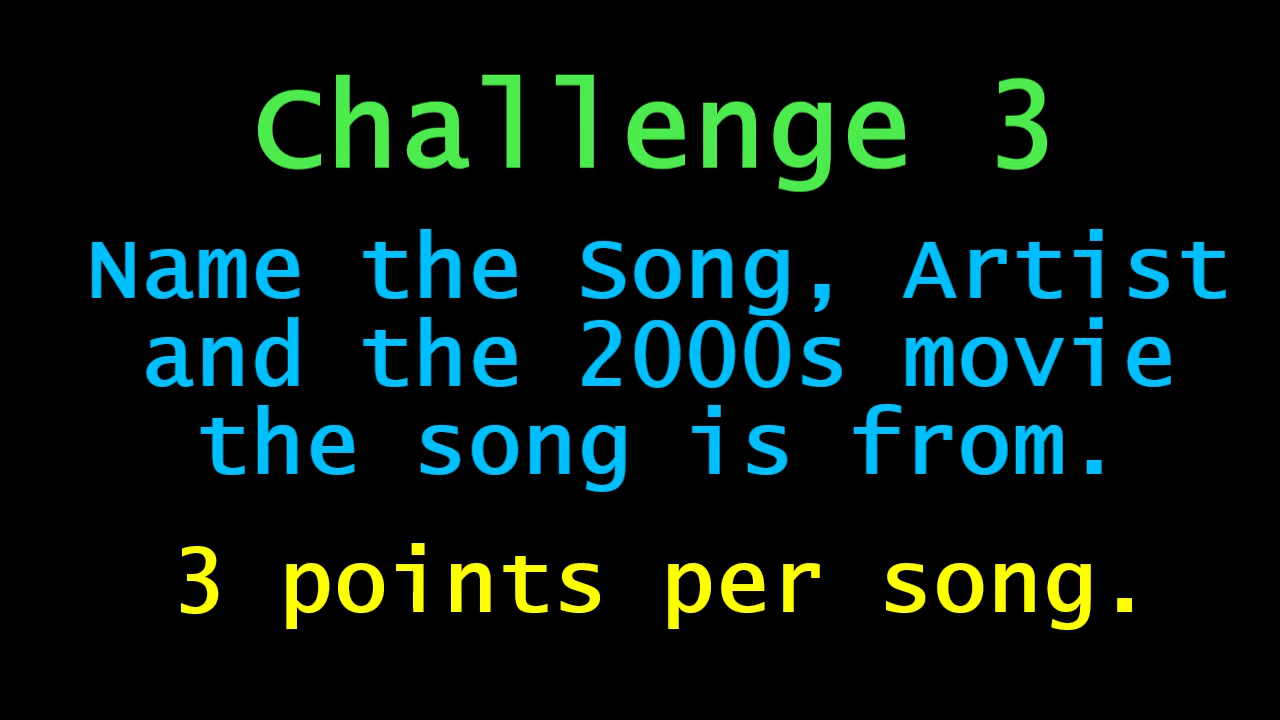 Challenge 3
Name the Song, Artist
and the 2000s movie
the song is from.
3 points per song.